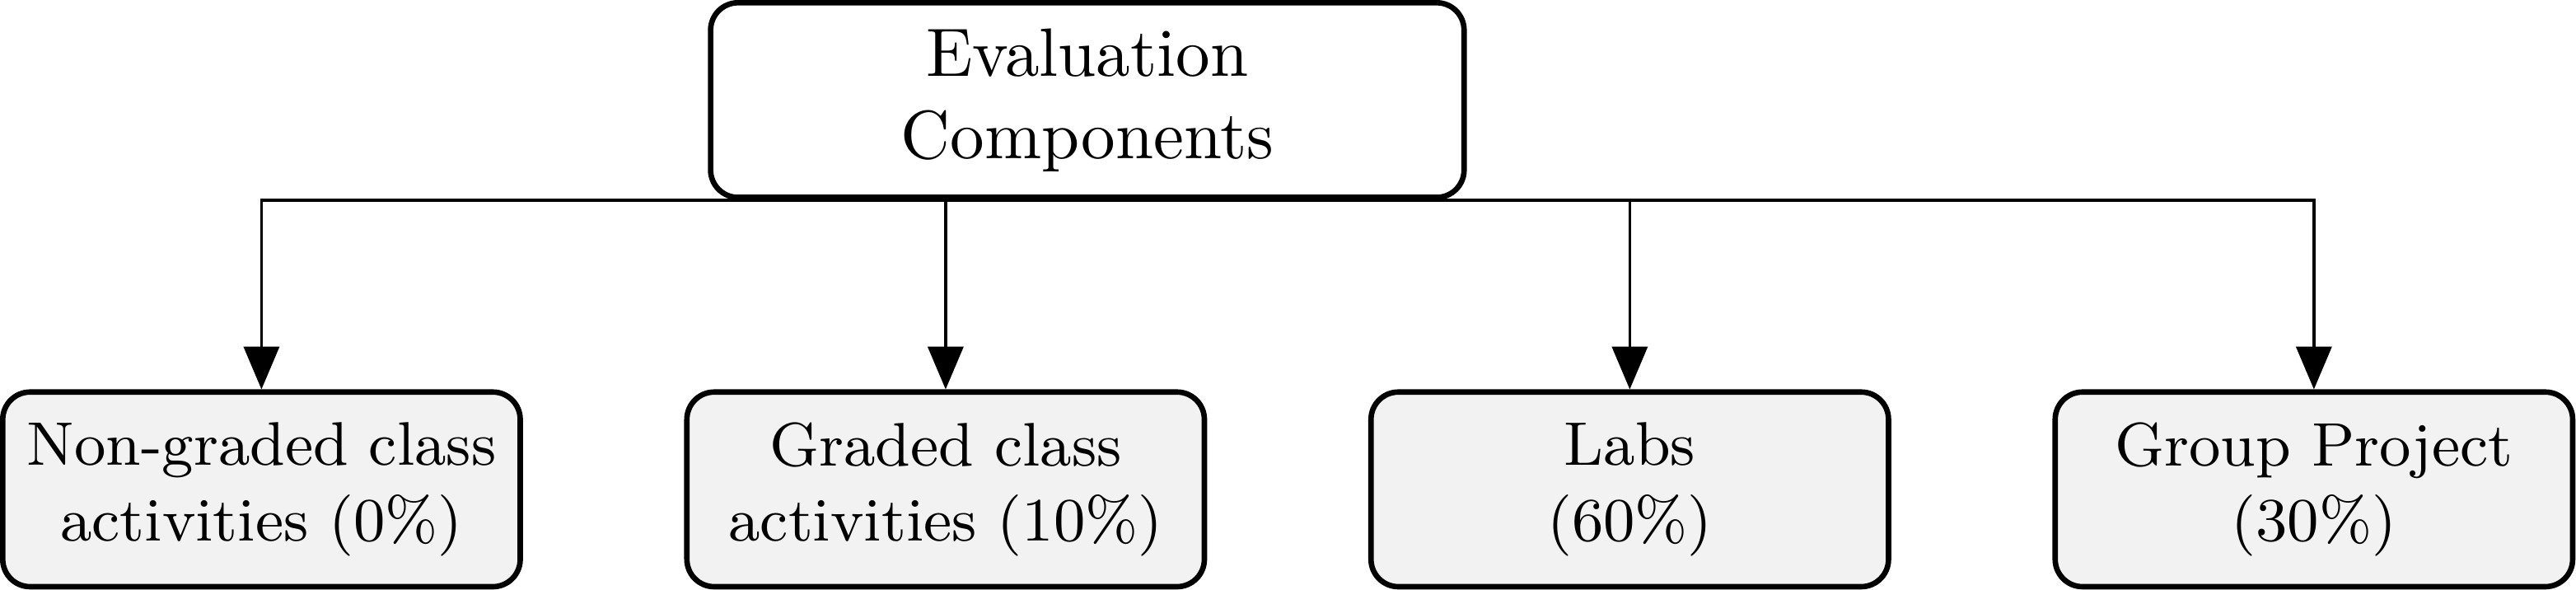 Evaluation
Components
Non-graded class
activities (0%)
Graded class
activities (10%)
Labs
(60%)
Group Project
(30%)